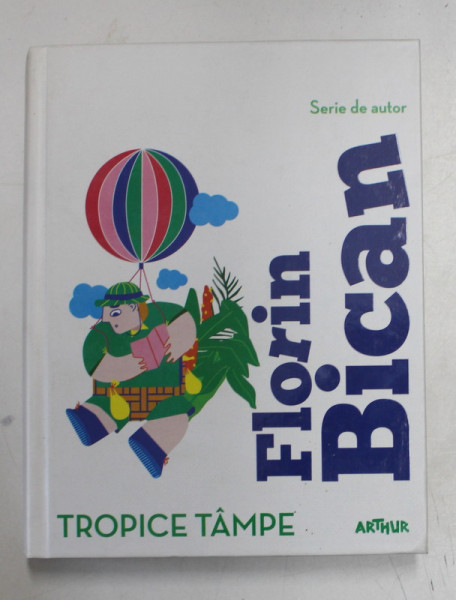 Serie de autor
Florin
Bican
TROPICE TÂMPE
ARTHUR